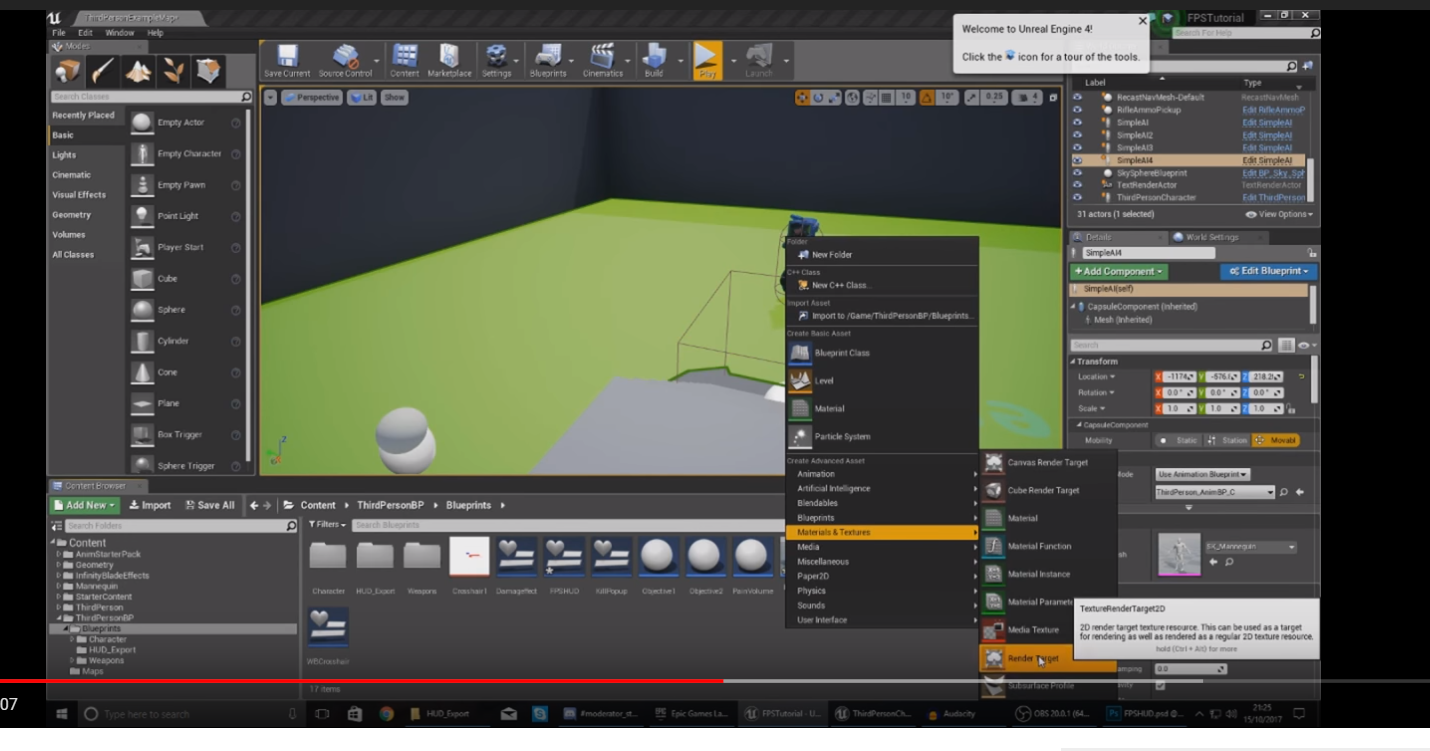 ThirdPersonExampleMap
FPSTutorial
File Edit Window Help
Search For Help
Welcome to Unreal Engine 4!
Click the icon for a tour of the tools.
Modes
Save Current Source Control Content Marketplace Settings Blueprints Cinematics Build Play Launch
Search Classes
Perspective Lit Show 10 10° 0.25 4
Label Type
Recently Played
Basic
Lights
Cinematic
Visual Effects
Geometry
Volumes
All Classes
Empty Actor
Empty Character
Empty Pawn
Point Light
Player Start
Cube
Sphere
Cylinder
Cone
Plane
Box Trigger
Sphere Trigger
RecastNavMesh-Default RecastNavMesh
RifleAmmoPickup Edit RifleAmmoP
SimpleAI Edit SimpleAI
SimpleAI2 Edit SimpleAI
SimpleAI3 Edit SimpleAI
SimpleAI4 Edit SimpleAI
SkySphereBlueprint Edit BP_Sky_Sph
TextRenderActor TextRenderActor
ThirdPersonCharacter Edit ThirdPerson
31 actors (1 selected) View Options
Details World Settings
SimpleAI4
+Add Component Edit Blueprint
SimpleAI(self)
CapsuleComponent (Inherited)
Mesh (Inherited)
Search
Transform
Location X -1174. Y -576. Z 218.2
Rotation X 0.0° Y 0.0° Z 0.0°
Scale X 1.0 Y 1.0 Z 1.0
CapsuleComponent
Mobility Static Station Movabl
Mode Use Animation Blueprint
ThirdPerson_AnimBP_C
SK_Mannequin
0.0
Folder
New Folder
C++ Class
New C++ Class...
Import Asset
Import to /Game/ThirdPersonBP/Blueprints...
Create Basic Asset
Blueprint Class
Level
Material
Particle System
Create Advanced Asset
Animation
Artificial Intelligence
Blendables
Blueprints
Materials & Textures
Media
Miscellaneous
Paper2D
Physics
Sounds
User Interface
Canvas Render Target
Cube Render Target
Material
Material Function
Material Instance
Material Paramete
Media Texture
Render Target
Subsurface Profile
TextureRenderTarget2D
2D render target texture resource. This can be used as a target
for rendering as well as rendered as a regular 2D texture resource.
hold (Ctrl + Alt) for more
Content Browser
Add New Import Save All Content ThirdPersonBP Blueprints
Search Folders
Filters Search Blueprints
Content
AnimStarterPack
Geometry
InfinityBladeEffects
Mannequin
StarterContent
ThirdPerson
ThirdPersonBP
Blueprints
Character
HUD_Export
Weapons
Maps
Character HUD_Export Weapons Crosshair1 Damageffect FPSHUD KillPopup Objective1 Objective2 PainVolume
WBCrosshair
17 items
07
Type here to search
HUD_Export #moderator_st... Epic Games La... FPSTutorial - U... ThirdPersonCh... Audacity OBS 20.0.1 (64... FPSHUD.psd @...
21:25
15/10/2017